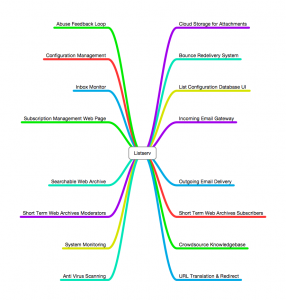 Abuse Feedback Loop
Cloud Storage for Attachments
Configuration Management
Bounce Redelivery System
Inbox Monitor
List Configuration Database UI
Subscription Management Web Page
Incoming Email Gateway
Listserv
Searchable Web Archive
Outgoing Email Delivery
Short Term Web Archives Moderators
Short Term Web Archives Subscribers
System Monitoring
Crowdsource Knowledgebase
Anti Virus Scanning
URL Translation & Redirect